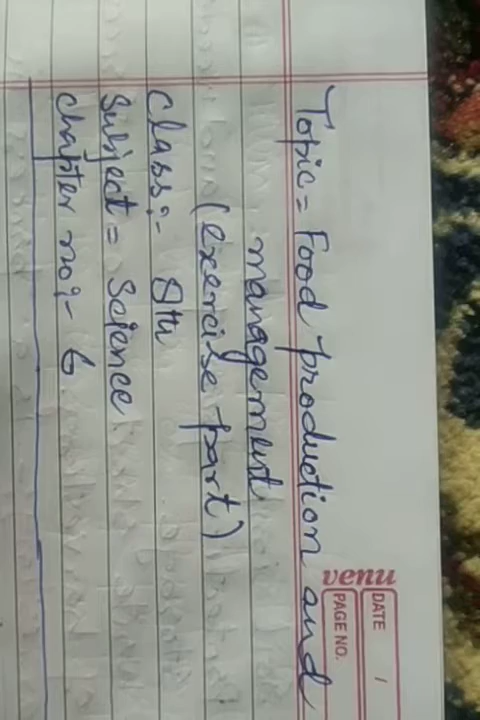 venu
DATE /
PAGE NO.
Topic = Food production and
management
(exercise part)
Class:- 8th
Subject = Science
Chapter no:- 6